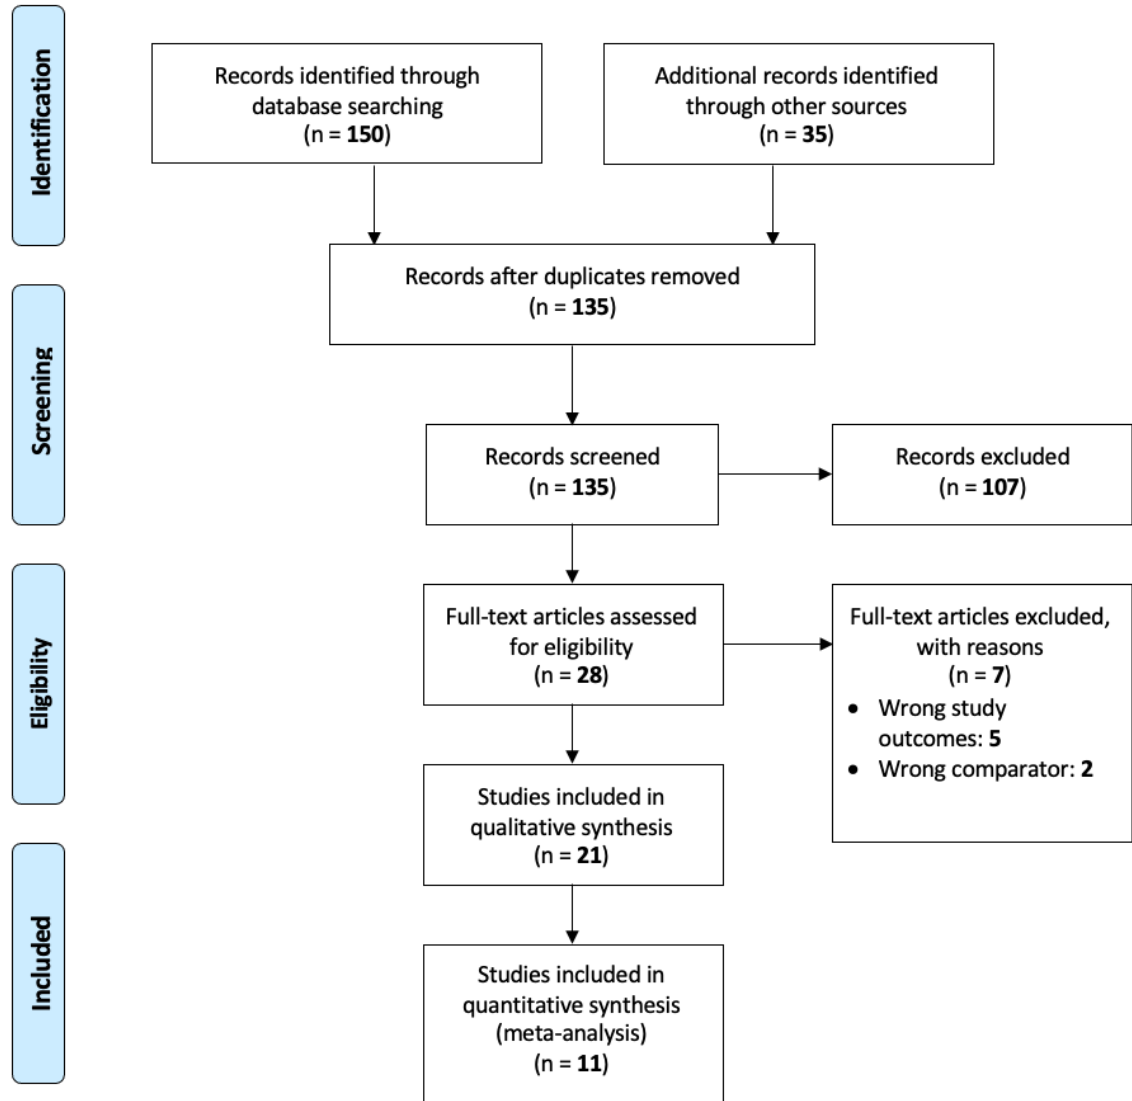 Identification
Records identified through
database searching
(n = 150)
Additional records identified
through other sources
(n = 35)
Records after duplicates removed
(n = 135)
Screening
Records screened
(n = 135)
Records excluded
(n = 107)
Eligibility
Full-text articles assessed
for eligibility
(n = 28)
Full-text articles excluded,
with reasons
(n = 7)
• Wrong study
outcomes: 5
• Wrong comparator: 2
Studies included in
qualitative synthesis
(n = 21)
Included
Studies included in
quantitative synthesis
(meta-analysis)
(n = 11)